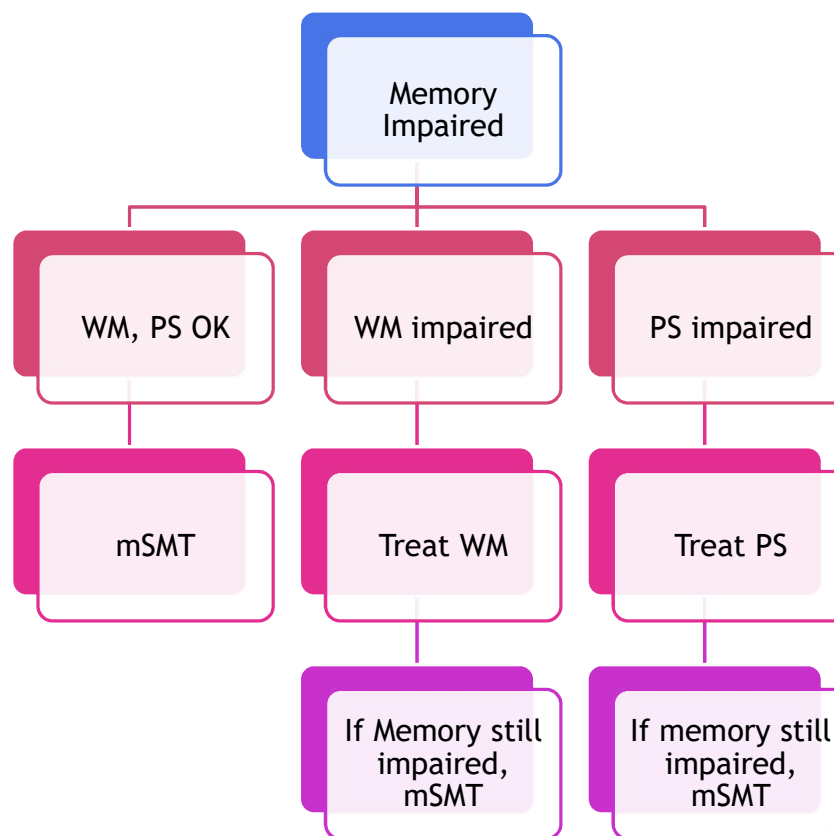 Memory
Impaired
WM, PS OK
WM impaired
PS impaired
mSMT
Treat WM
Treat PS
If Memory still
impaired,
mSMT
If memory still
impaired,
mSMT